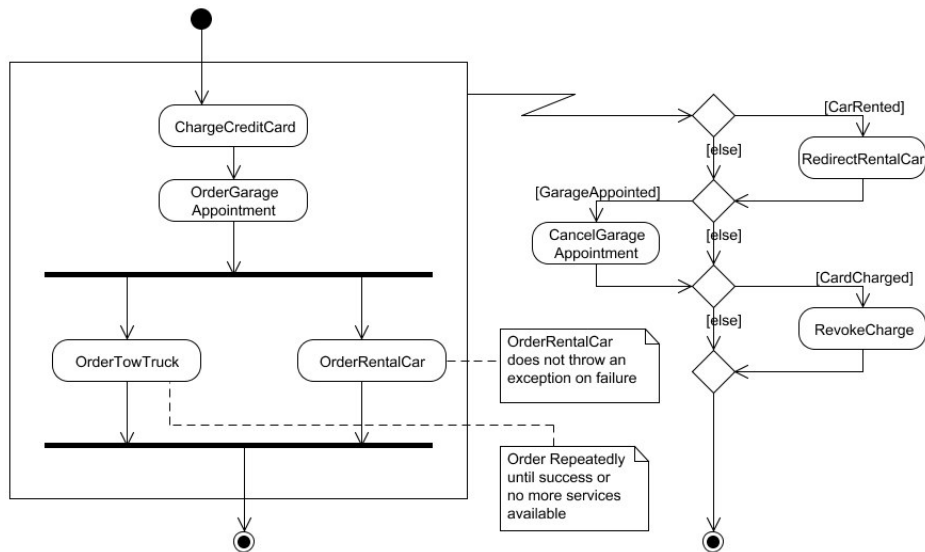 ChargeCreditCard
OrderGarage
Appointment
OrderTowTruck
OrderRentalCar
OrderRentalCar
does not throw an
exception on failure
Order Repeatedly
until success or
no more services
available
[CarRented]
[else]
RedirectRentalCar
[GarageAppointed]
[else]
CancelGarage
Appointment
[CardCharged]
[else]
RevokeCharge